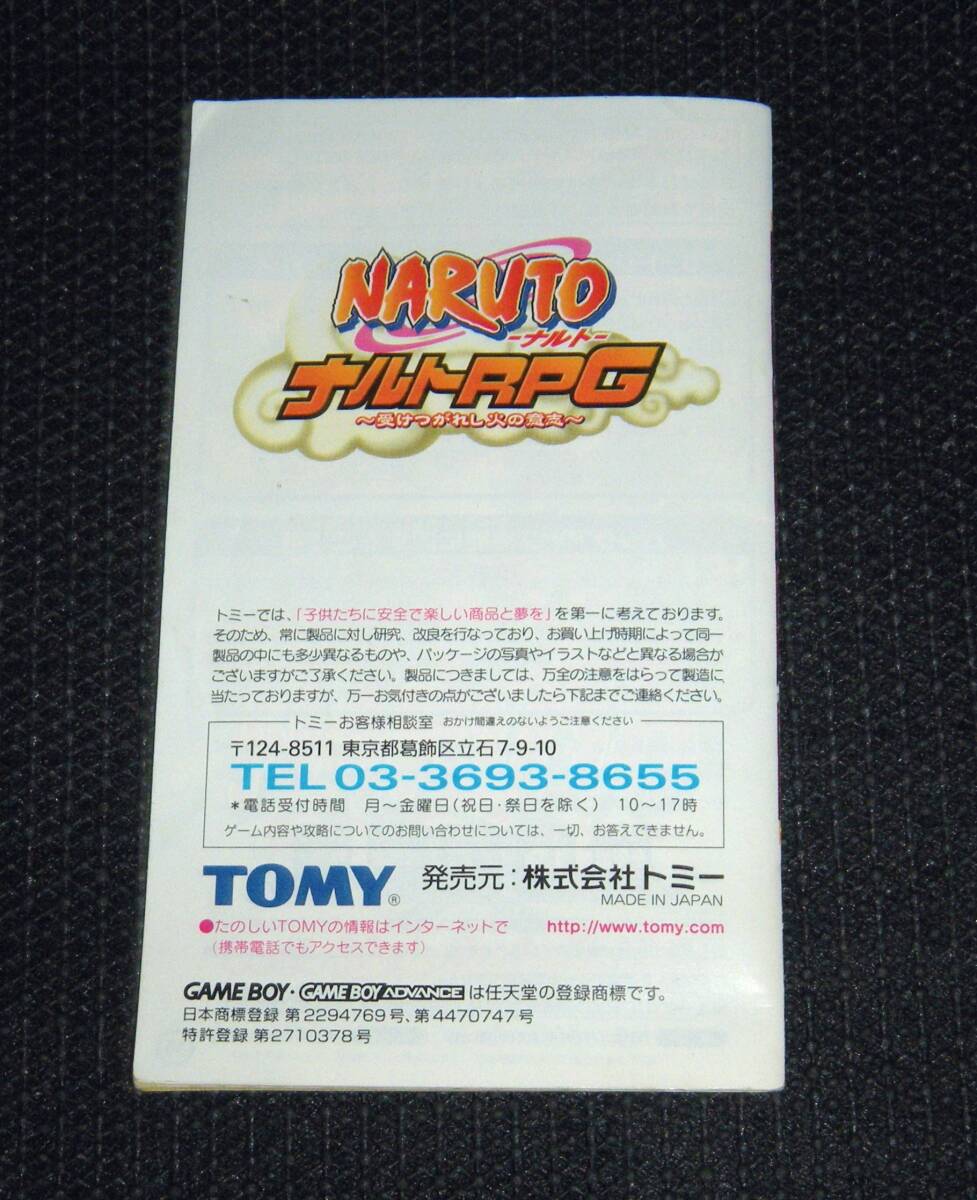 NARUTO
-ナルト-
ナルトRPG
～受けつがれし火の意志～
トミーでは、「子供たちに安全で楽しい商品と夢を」を第一に考えております。
そのため、常に製品に対し研究、改良を行なっており、お買い上げ時期によって同一
製品の中にも多少異なるものや、パッケージの写真やイラストなどと異なる場合が
ございますがご了承ください。製品につきましては、万全の注意をはらって製造に
当たっておりますが、万一お気付きの点がございましたら下記までご連絡ください。
トミーお客様相談室 おかけ間違えのないようご注意ください
〒124-8511 東京都葛飾区立石7-9-10
TEL 03-3693-8655
*電話受付時間 月～金曜日(祝日・祭日を除く) 10～17時
ゲーム内容や攻略についてのお問い合わせについては、一切、お答えできません。
TOMY® 発売元:株式会社トミー
MADE IN JAPAN
●たのしいTOMYの情報はインターネットで http://www.tomy.com
(携帯電話でもアクセスできます)
GAME BOY・GAME BOY ADVANCE は任天堂の登録商標です。
日本商標登録 第2294769号、第4470747号
特許登録 第2710378号